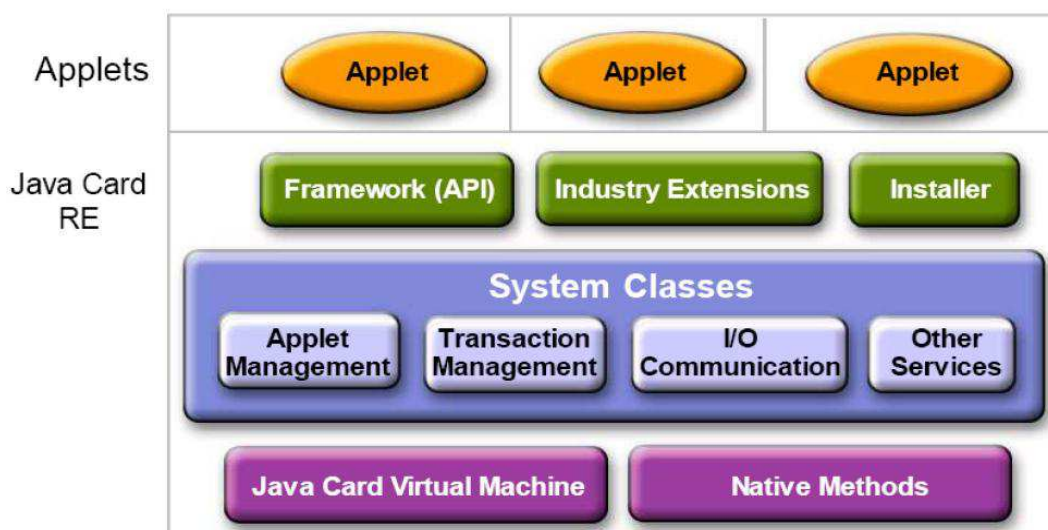 Applets
Applet
Applet
Applet
Java Card
RE
Framework (API)
Industry Extensions
Installer
System Classes
Applet
Management
Transaction
Management
I/O
Communication
Other
Services
Java Card Virtual Machine
Native Methods